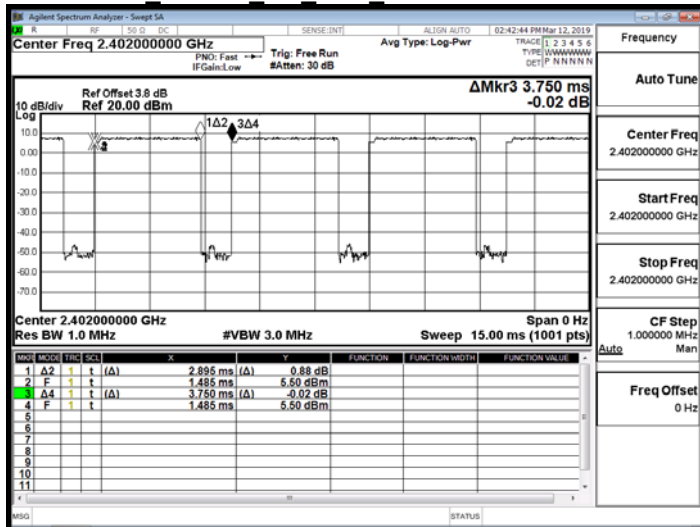 Agilent Spectrum Analyzer - Swept SA
R RF 50 Ω DC SENSE:INT ALIGN AUTO 02:42:44 PM Mar 12, 2019
Center Freq 2.402000000 GHz
PNO: Fast
IFGain:Low
Trig: Free Run
#Atten: 30 dB
Avg Type: Log-Pwr
TRACE 1 2 3 4 5 6
TYPE WWWWWW
DET P N N N N N
ΔMkr3 3.750 ms
-0.02 dB
Ref Offset 3.8 dB
10 dB/div Ref 20.00 dBm
Log
1Δ2 3Δ4
10.0
0.00
-10.0
-20.0
-30.0
-40.0
-50.0
-60.0
-70.0
Center 2.402000000 GHz Span 0 Hz
Res BW 1.0 MHz #VBW 3.0 MHz Sweep 15.00 ms (1001 pts)
MKR MODE TRC SCL X Y FUNCTION FUNCTION WIDTH FUNCTION VALUE
1 Δ2 1 t (Δ) 2.895 ms (Δ) 0.88 dB
2 F 1 t 1.485 ms 5.50 dBm
3 Δ4 1 t (Δ) 3.750 ms (Δ) -0.02 dB
4 F 1 t 1.485 ms 5.50 dBm
5
6
7
8
9
10
11
MSG STATUS
Frequency
Auto Tune
Center Freq
2.402000000 GHz
Start Freq
2.402000000 GHz
Stop Freq
2.402000000 GHz
CF Step
1.000000 MHz
Auto Man
Freq Offset
0 Hz